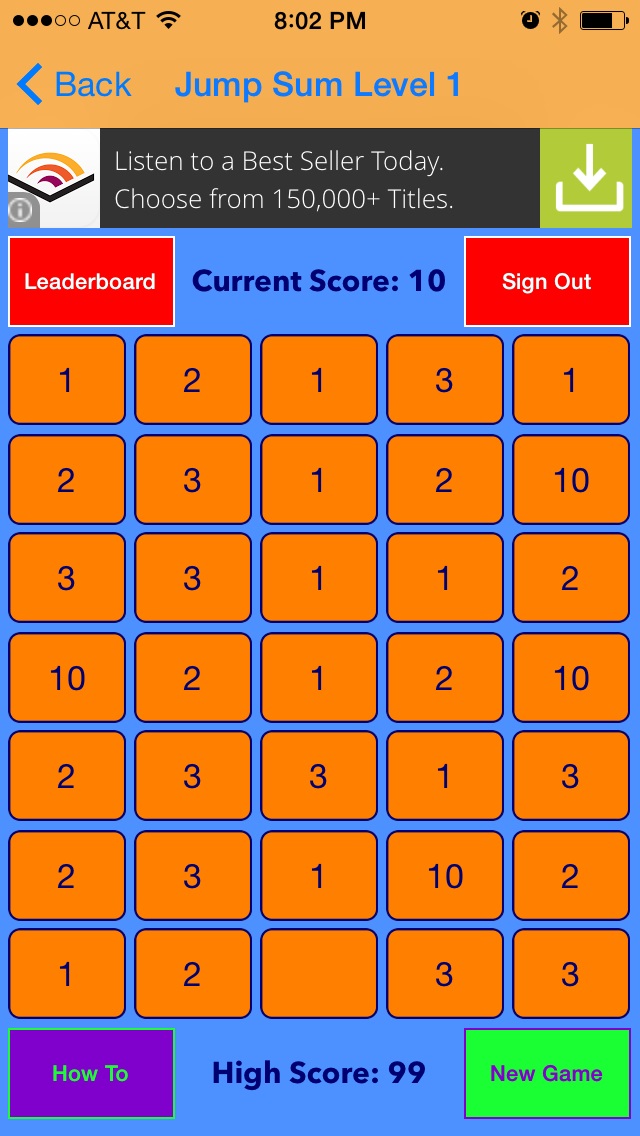 AT&T 8:02 PM
Back Jump Sum Level 1
Listen to a Best Seller Today.
Choose from 150,000+ Titles.
Leaderboard Current Score: 10 Sign Out
1 2 1 3 1
2 3 1 2 10
3 3 1 1 2
10 2 1 2 10
2 3 3 1 3
2 3 1 10 2
1 2 3 3
How To High Score: 99 New Game